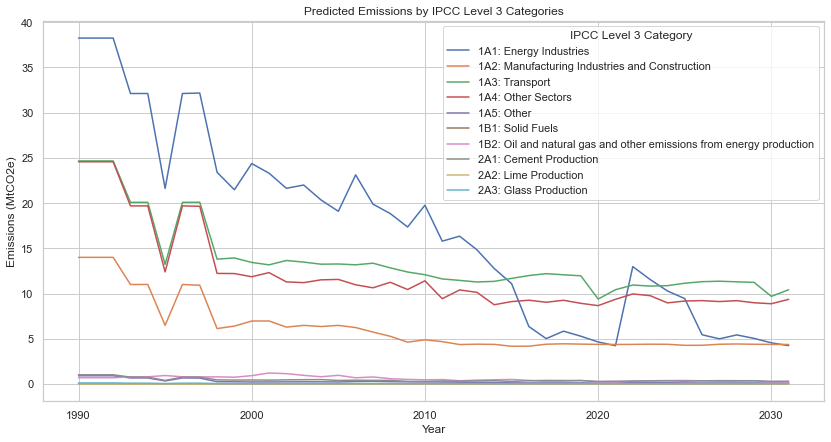 Predicted Emissions by IPCC Level 3 Categories
40
35
30
25
20
15
10
5
0
Emissions (MtCO2e)
IPCC Level 3 Category
1A1: Energy Industries
1A2: Manufacturing Industries and Construction
1A3: Transport
1A4: Other Sectors
1A5: Other
1B1: Solid Fuels
1B2: Oil and natural gas and other emissions from energy production
2A1: Cement Production
2A2: Lime Production
2A3: Glass Production
1990
2000
2010
2020
2030
Year